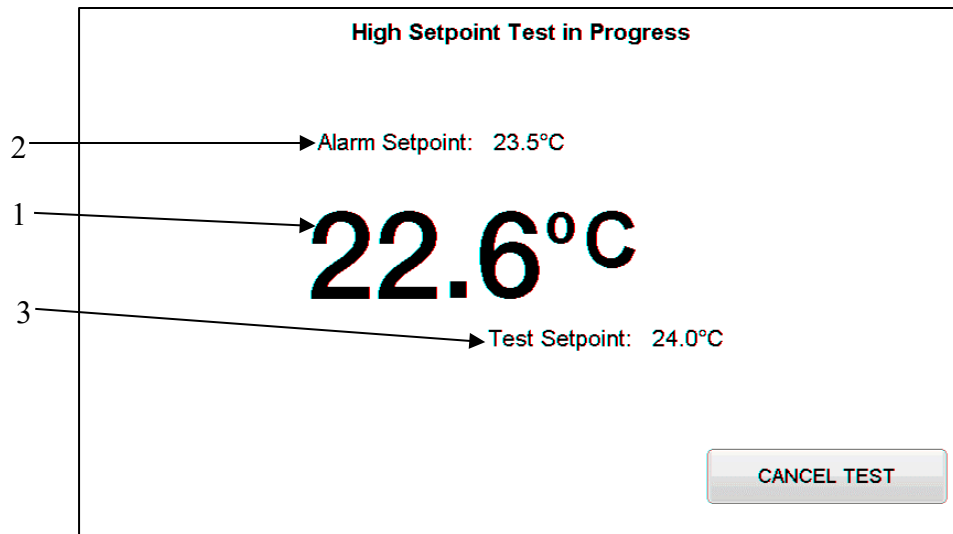 High Setpoint Test in Progress
2 Alarm Setpoint: 23.5°C
1 22.6°C
3 Test Setpoint: 24.0°C
CANCEL TEST